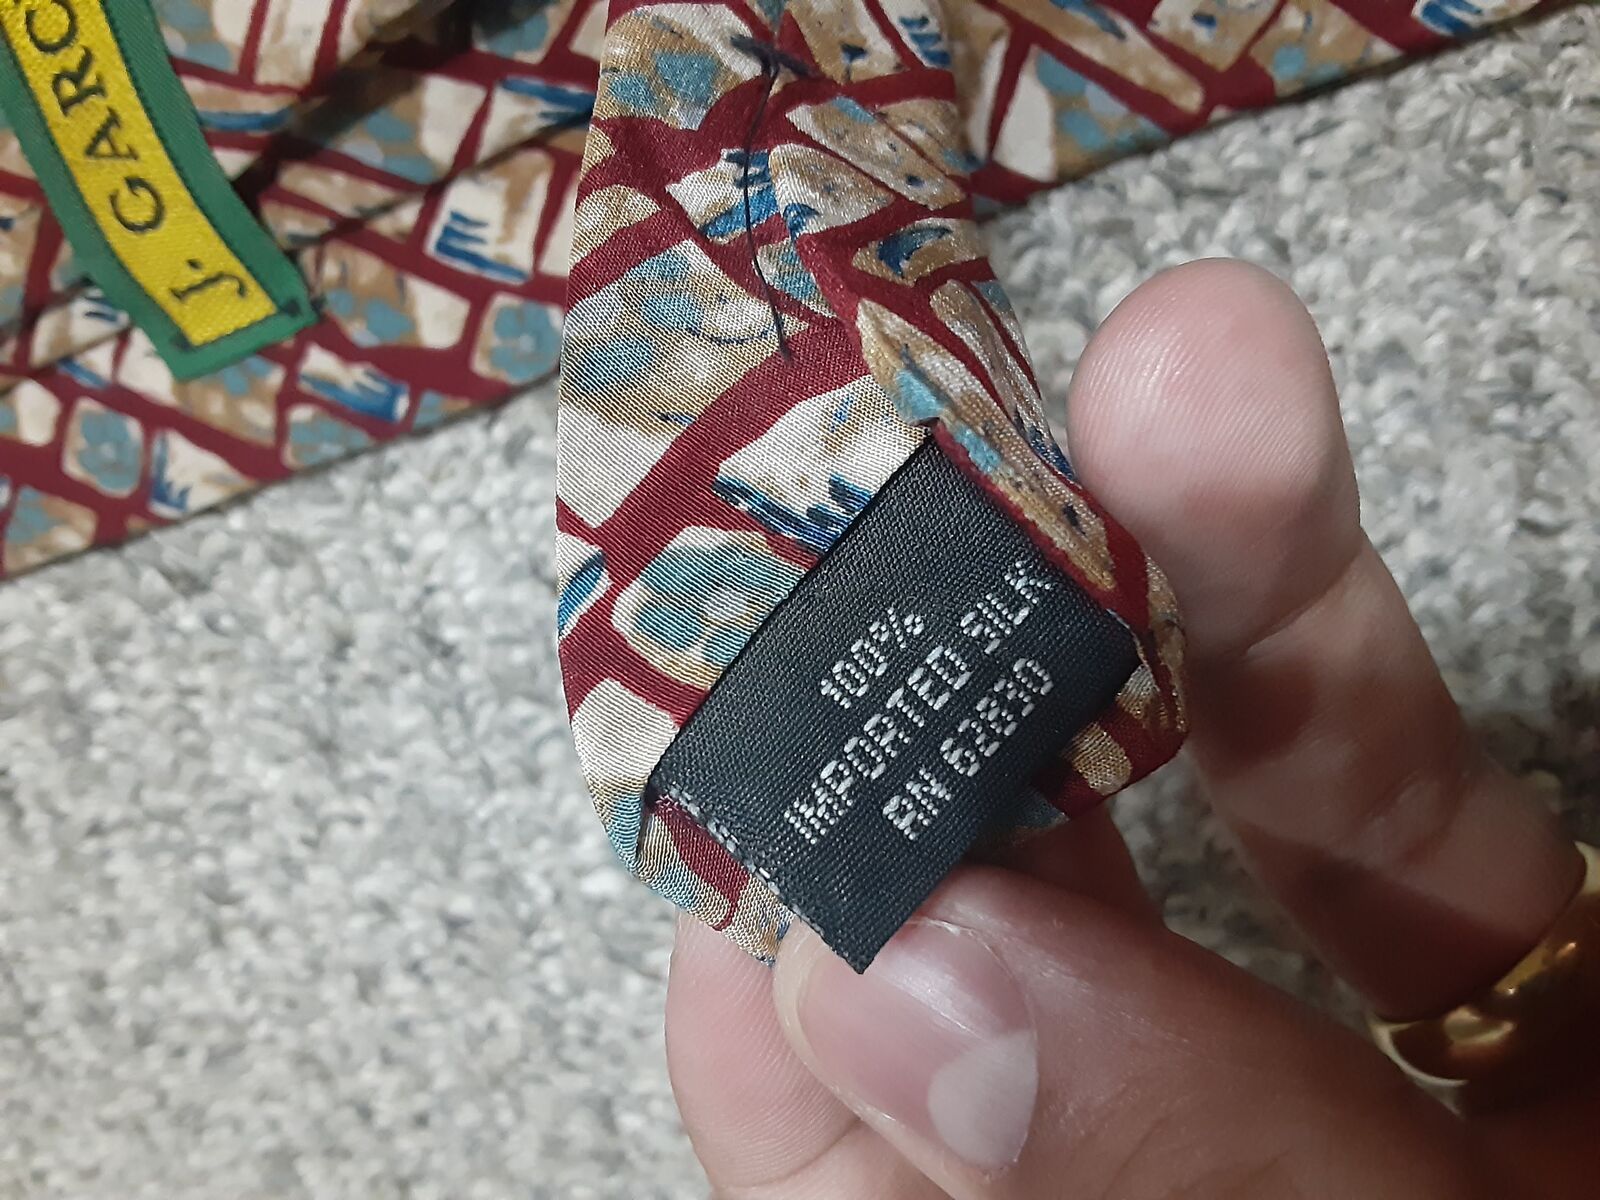 J. GARC
100%
IMPORTED SILK
RN 62830